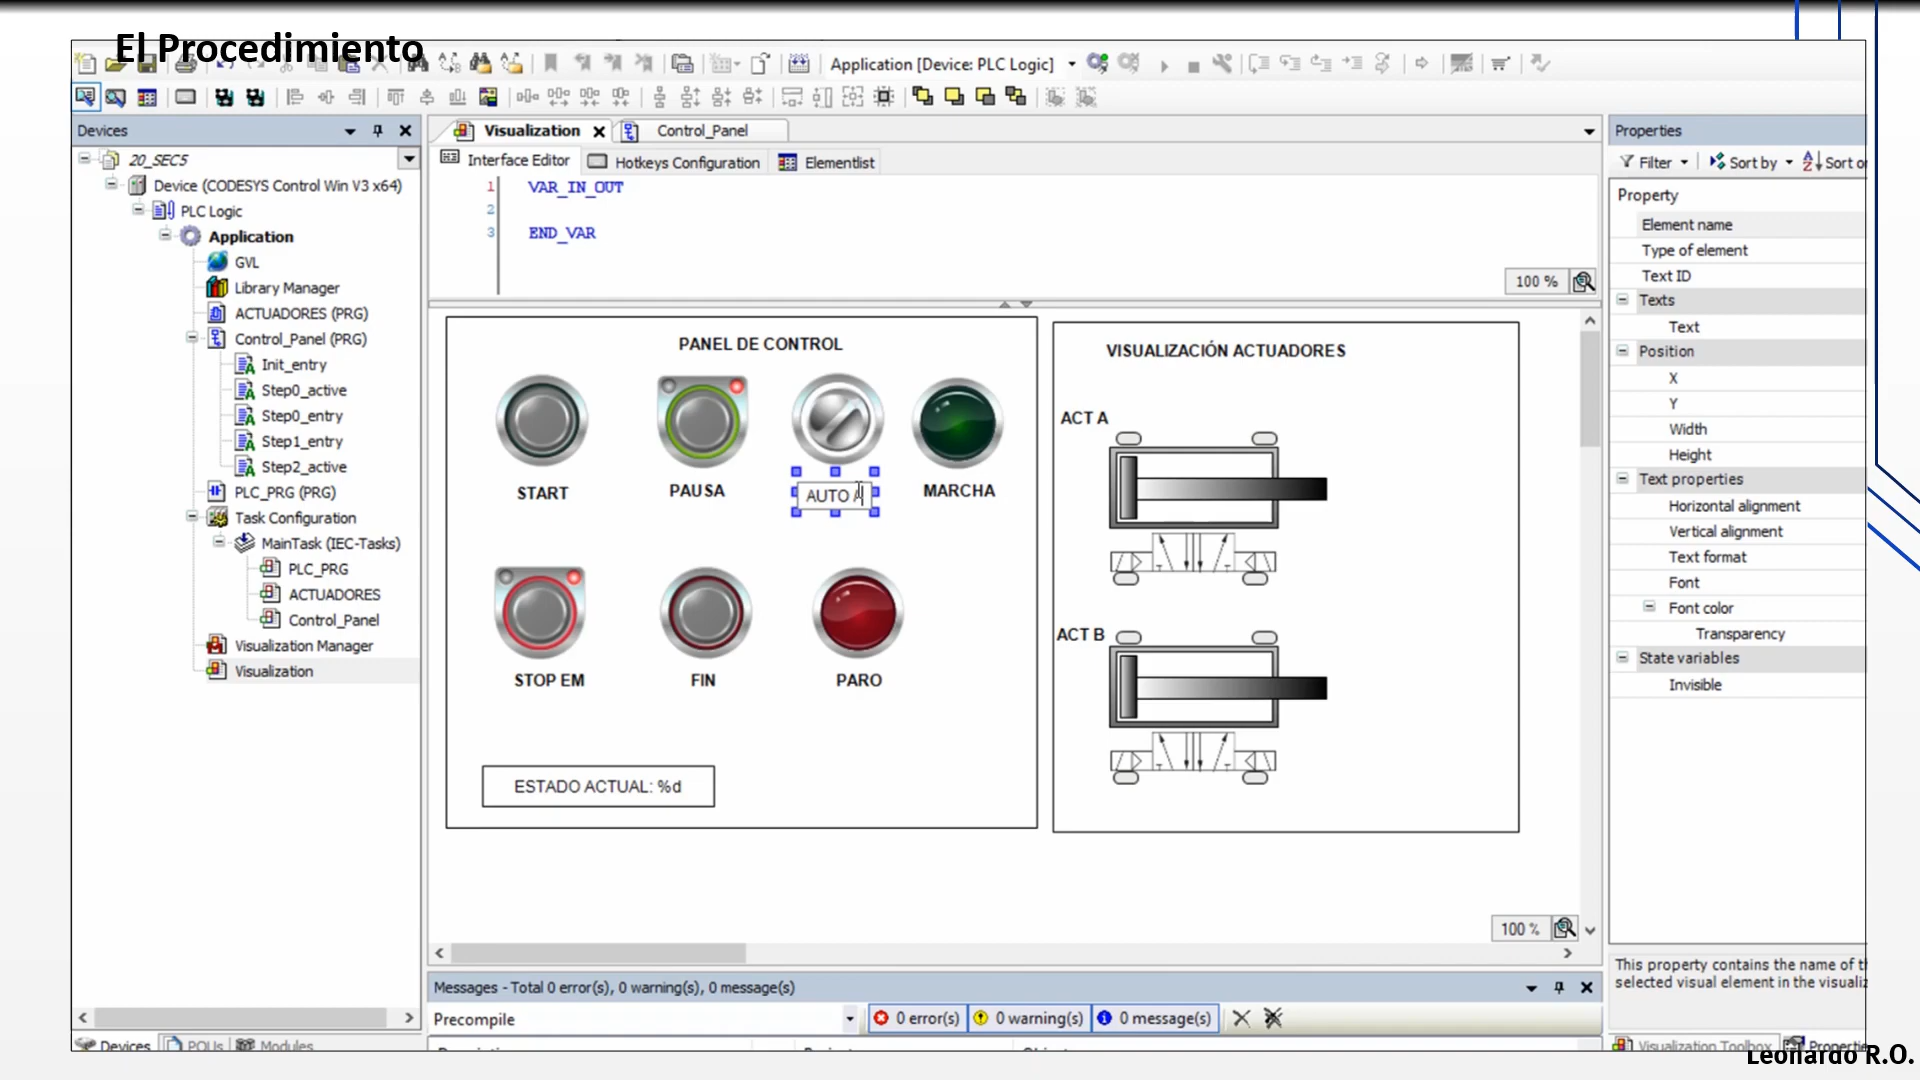 El Procedimiento
Application [Device: PLC Logic]
Devices
20_SEC5
Device (CODESYS Control Win V3 x64)
PLC Logic
Application
GVL
Library Manager
ACTUADORES (PRG)
Control_Panel (PRG)
Init_entry
Step0_active
Step0_entry
Step1_entry
Step2_active
PLC_PRG (PRG)
Task Configuration
MainTask (IEC-Tasks)
PLC_PRG
ACTUADORES
Control_Panel
Visualization Manager
Visualization
Devices POUs Modules
Visualization Control_Panel
Interface Editor Hotkeys Configuration Elementlist
1 VAR_IN_OUT
2
3 END_VAR
100 %
PANEL DE CONTROL
START PAUSA AUTO A MARCHA
STOP EM FIN PARO
ESTADO ACTUAL: %d
VISUALIZACIÓN ACTUADORES
ACT A
ACT B
100 %
Messages - Total 0 error(s), 0 warning(s), 0 message(s)
Precompile 0 error(s) 0 warning(s) 0 message(s)
Properties
Filter Sort by Sort or
Property
Element name
Type of element
Text ID
Texts
Text
Position
X
Y
Width
Height
Text properties
Horizontal alignment
Vertical alignment
Text format
Font
Font color
Transparency
State variables
Invisible
This property contains the name of th
selected visual element in the visualiz
Visualization Toolbox Properti
Leonardo R.O.